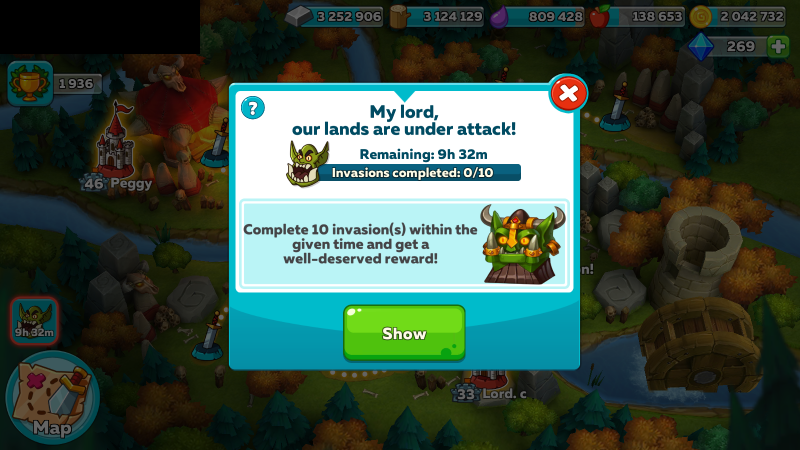 3 252 906 3 124 129 809 428 138 653 2 042 732
269
1 936
?
My lord,
our lands are under attack!
Remaining: 9h 32m
Invasions completed: 0/10
46 Peggy
Complete 10 invasion(s) within the
given time and get a
well-deserved reward!
n!
9h 32m
Show
Map
33 Lord. c